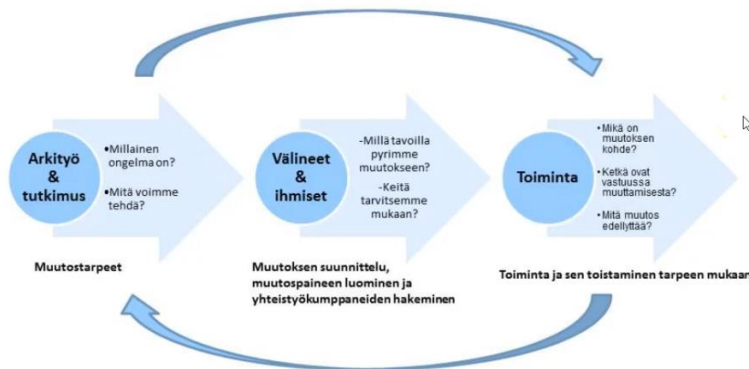 Arkityö
&
tutkimus
•Millainen
ongelma on?
•Mitä voimme
tehdä?
Muutostarpeet
Välineet
&
ihmiset
-Millä tavoilla
pyrimme
muutokseen?
-Keitä
tarvitsemme
mukaan?
Muutoksen suunnittelu,
muutospaineen luominen ja
yhteistyökumppaneiden hakeminen
Toiminta
•Mikä on
muutoksen
kohde?
•Ketkä ovat
vastuussa
muuttamisesta?
•Mitä muutos
edellyttää?
Toiminta ja sen toistaminen tarpeen mukaan